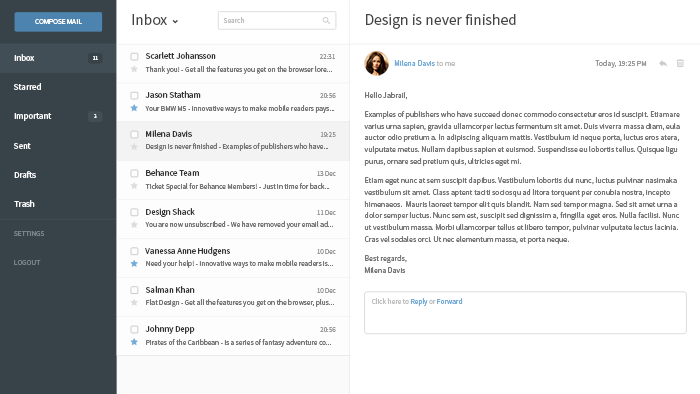 COMPOSE MAIL
Inbox 11
Starred
Important 3
Sent
Drafts
Trash
SETTINGS
LOGOUT
Inbox
Search
Scarlett Johansson 22:31
Thank you! - Get all the features you get on the browser lore...
Jason Statham 20:56
Your BMW M5 - Innovative ways to make mobile readers pays...
Milena Davis 19:25
Design is never finished - Examples of publishers who have...
Behance Team 13 Dec
Ticket Special for Behance Members! - Just in time for back...
Design Shack 11 Dec
You are now unsubscribed - We have removed your email ad...
Vanessa Anne Hudgens 10 Dec
Need your help! - Innovative ways to make mobile readers is...
Salman Khan 10 Dec
Flat Design - Get all the features you get on the browser, plus...
Johnny Depp 20:56
Pirates of the Caribbean - Is a series of fantasy adventure co...
Design is never finished
Milena Davis to me Today, 19:25 PM
Hello Jabrail,
Examples of publishers who have succeed donec commodo consectetur eros id suscipit. Etiamare
varius urna sapien, gravida ullamcorper lectus fermentum sit amet. Duis viverra massa diam, eula
auctor odio pretium a. In aliquam mattis quam mattis. Vestibulum id neque porta, luctus eros atera,
vulputate metus. Nullam dapibus sapien et euismod. Suspendisse eu lobortis tellus. Quisque ligu
purus, ornare sed pretium quis, ultricies eget mi.
Etiam eget nunc at sem suscipit dapibus. Vestibulum lobortis dui nunc, luctus pulvinar nasimaka
vestibulum sit amet. Class aptent taciti sociosqu ad litora torquent per conubia nostra, incepto
himenaeos. Mauris laoreet tempor elit quis blandit. Nam sed tempor magna. Sed sit amet urna a
dolor semper luctus. Nunc sem est, suscipit sed dignissim a, fringilla eget eros. Nulla facilisi. Nunc
ut vestibulum massa. Morbi ullamcorper tellus et libero tempor, pulvinar vulputate lectus lacinia.
Cras vel sodales orci. Ut nec elementum massa, et porta neque.
Best regards,
Milena Davis
Click here to Reply or Forward